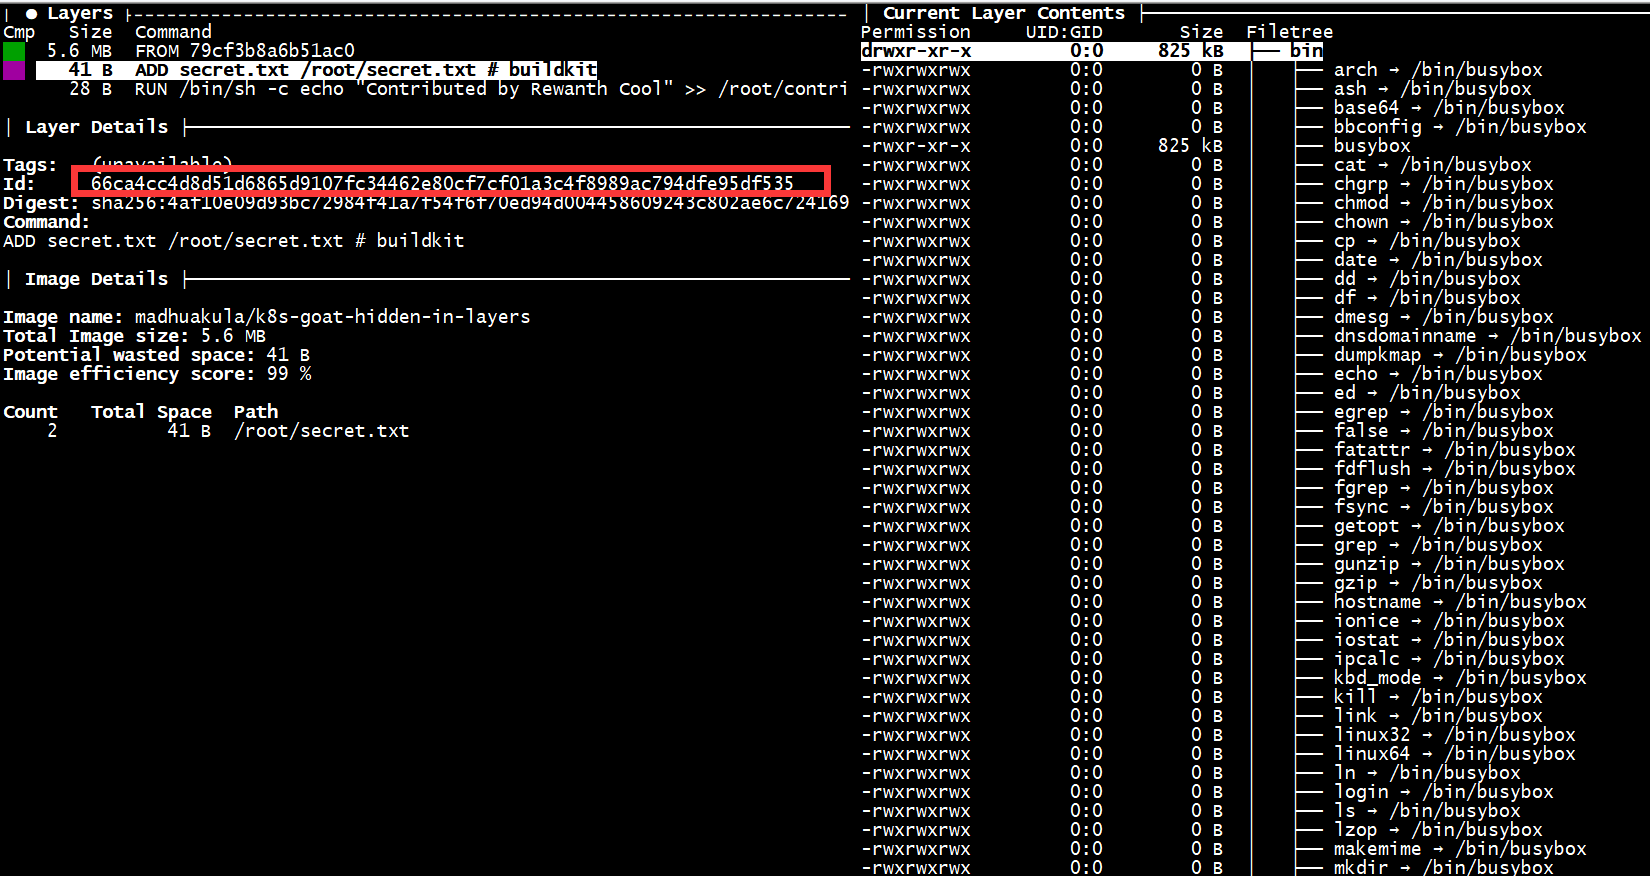 ● Layers
Cmp Size Command
5.6 MB FROM 79cf3b8a6b51ac0
41 B ADD secret.txt /root/secret.txt # buildkit
28 B RUN /bin/sh -c echo "Contributed by Rewanth Cool" >> /root/contri
Layer Details
Tags: (unavailable)
Id: 66ca4cc4d8d51d6865d9107fc34462e80cf7cf01a3c4f8989ac794dfe95df535
Digest: sha256:4af10e09d93bc72984f41a7f54f6f70ed94d004458609243c802ae6c724169
Command:
ADD secret.txt /root/secret.txt # buildkit
Image Details
Image name: madhuakula/k8s-goat-hidden-in-layers
Total Image size: 5.6 MB
Potential wasted space: 41 B
Image efficiency score: 99 %
Count Total Space Path
2 41 B /root/secret.txt
Current Layer Contents
Permission UID:GID Size Filetree
drwxr-xr-x 0:0 825 kB ├── bin
-rwxrwxrwx 0:0 0 B │ ├── arch → /bin/busybox
-rwxrwxrwx 0:0 0 B │ ├── ash → /bin/busybox
-rwxrwxrwx 0:0 0 B │ ├── base64 → /bin/busybox
-rwxrwxrwx 0:0 0 B │ ├── bbconfig → /bin/busybox
-rwxr-xr-x 0:0 825 kB │ ├── busybox
-rwxrwxrwx 0:0 0 B │ ├── cat → /bin/busybox
-rwxrwxrwx 0:0 0 B │ ├── chgrp → /bin/busybox
-rwxrwxrwx 0:0 0 B │ ├── chmod → /bin/busybox
-rwxrwxrwx 0:0 0 B │ ├── chown → /bin/busybox
-rwxrwxrwx 0:0 0 B │ ├── cp → /bin/busybox
-rwxrwxrwx 0:0 0 B │ ├── date → /bin/busybox
-rwxrwxrwx 0:0 0 B │ ├── dd → /bin/busybox
-rwxrwxrwx 0:0 0 B │ ├── df → /bin/busybox
-rwxrwxrwx 0:0 0 B │ ├── dmesg → /bin/busybox
-rwxrwxrwx 0:0 0 B │ ├── dnsdomainname → /bin/busybox
-rwxrwxrwx 0:0 0 B │ ├── dumpkmap → /bin/busybox
-rwxrwxrwx 0:0 0 B │ ├── echo → /bin/busybox
-rwxrwxrwx 0:0 0 B │ ├── ed → /bin/busybox
-rwxrwxrwx 0:0 0 B │ ├── egrep → /bin/busybox
-rwxrwxrwx 0:0 0 B │ ├── false → /bin/busybox
-rwxrwxrwx 0:0 0 B │ ├── fatattr → /bin/busybox
-rwxrwxrwx 0:0 0 B │ ├── fdflush → /bin/busybox
-rwxrwxrwx 0:0 0 B │ ├── fgrep → /bin/busybox
-rwxrwxrwx 0:0 0 B │ ├── fsync → /bin/busybox
-rwxrwxrwx 0:0 0 B │ ├── getopt → /bin/busybox
-rwxrwxrwx 0:0 0 B │ ├── grep → /bin/busybox
-rwxrwxrwx 0:0 0 B │ ├── gunzip → /bin/busybox
-rwxrwxrwx 0:0 0 B │ ├── gzip → /bin/busybox
-rwxrwxrwx 0:0 0 B │ ├── hostname → /bin/busybox
-rwxrwxrwx 0:0 0 B │ ├── ionice → /bin/busybox
-rwxrwxrwx 0:0 0 B │ ├── iostat → /bin/busybox
-rwxrwxrwx 0:0 0 B │ ├── ipcalc → /bin/busybox
-rwxrwxrwx 0:0 0 B │ ├── kbd_mode → /bin/busybox
-rwxrwxrwx 0:0 0 B │ ├── kill → /bin/busybox
-rwxrwxrwx 0:0 0 B │ ├── link → /bin/busybox
-rwxrwxrwx 0:0 0 B │ ├── linux32 → /bin/busybox
-rwxrwxrwx 0:0 0 B │ ├── linux64 → /bin/busybox
-rwxrwxrwx 0:0 0 B │ ├── ln → /bin/busybox
-rwxrwxrwx 0:0 0 B │ ├── login → /bin/busybox
-rwxrwxrwx 0:0 0 B │ ├── ls → /bin/busybox
-rwxrwxrwx 0:0 0 B │ ├── lzop → /bin/busybox
-rwxrwxrwx 0:0 0 B │ ├── makemime → /bin/busybox
-rwxrwxrwx 0:0 0 B │ ├── mkdir → /bin/busybox